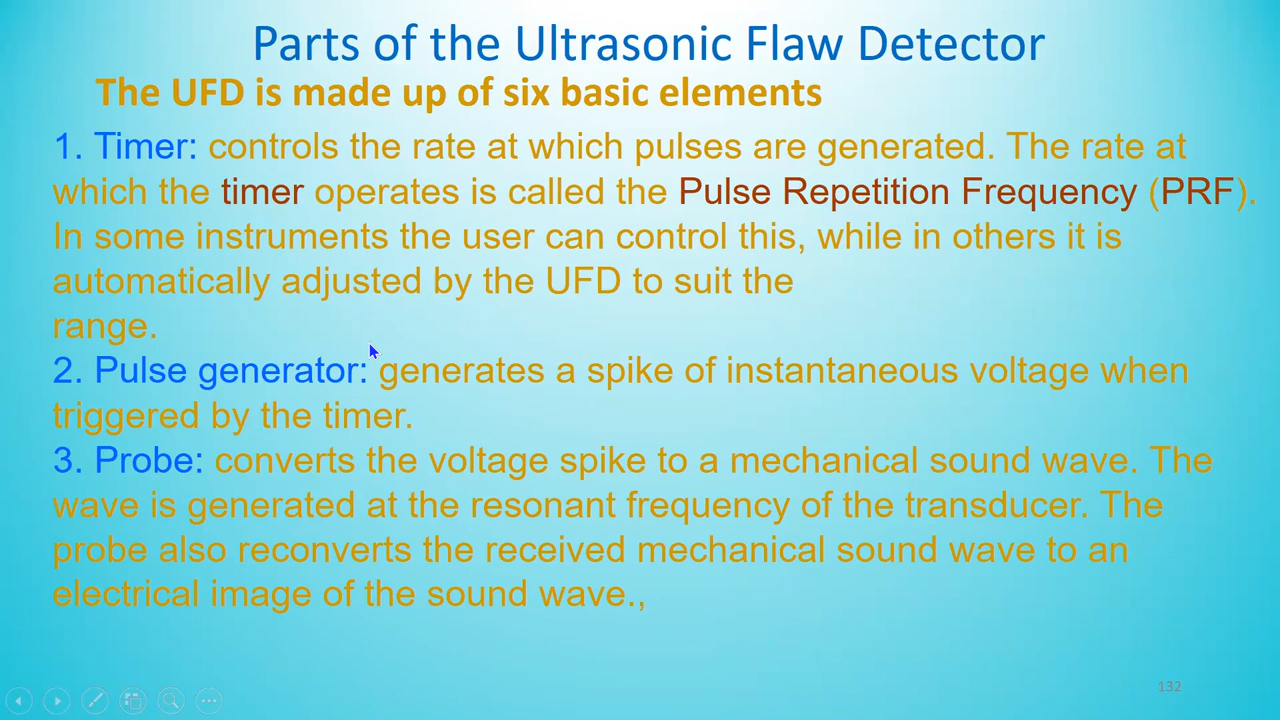 Parts of the Ultrasonic Flaw Detector
The UFD is made up of six basic elements
1. Timer: controls the rate at which pulses are generated. The rate at
which the timer operates is called the Pulse Repetition Frequency (PRF).
In some instruments the user can control this, while in others it is
automatically adjusted by the UFD to suit the
range.
2. Pulse generator: generates a spike of instantaneous voltage when
triggered by the timer.
3. Probe: converts the voltage spike to a mechanical sound wave. The
wave is generated at the resonant frequency of the transducer. The
probe also reconverts the received mechanical sound wave to an
electrical image of the sound wave.,
132